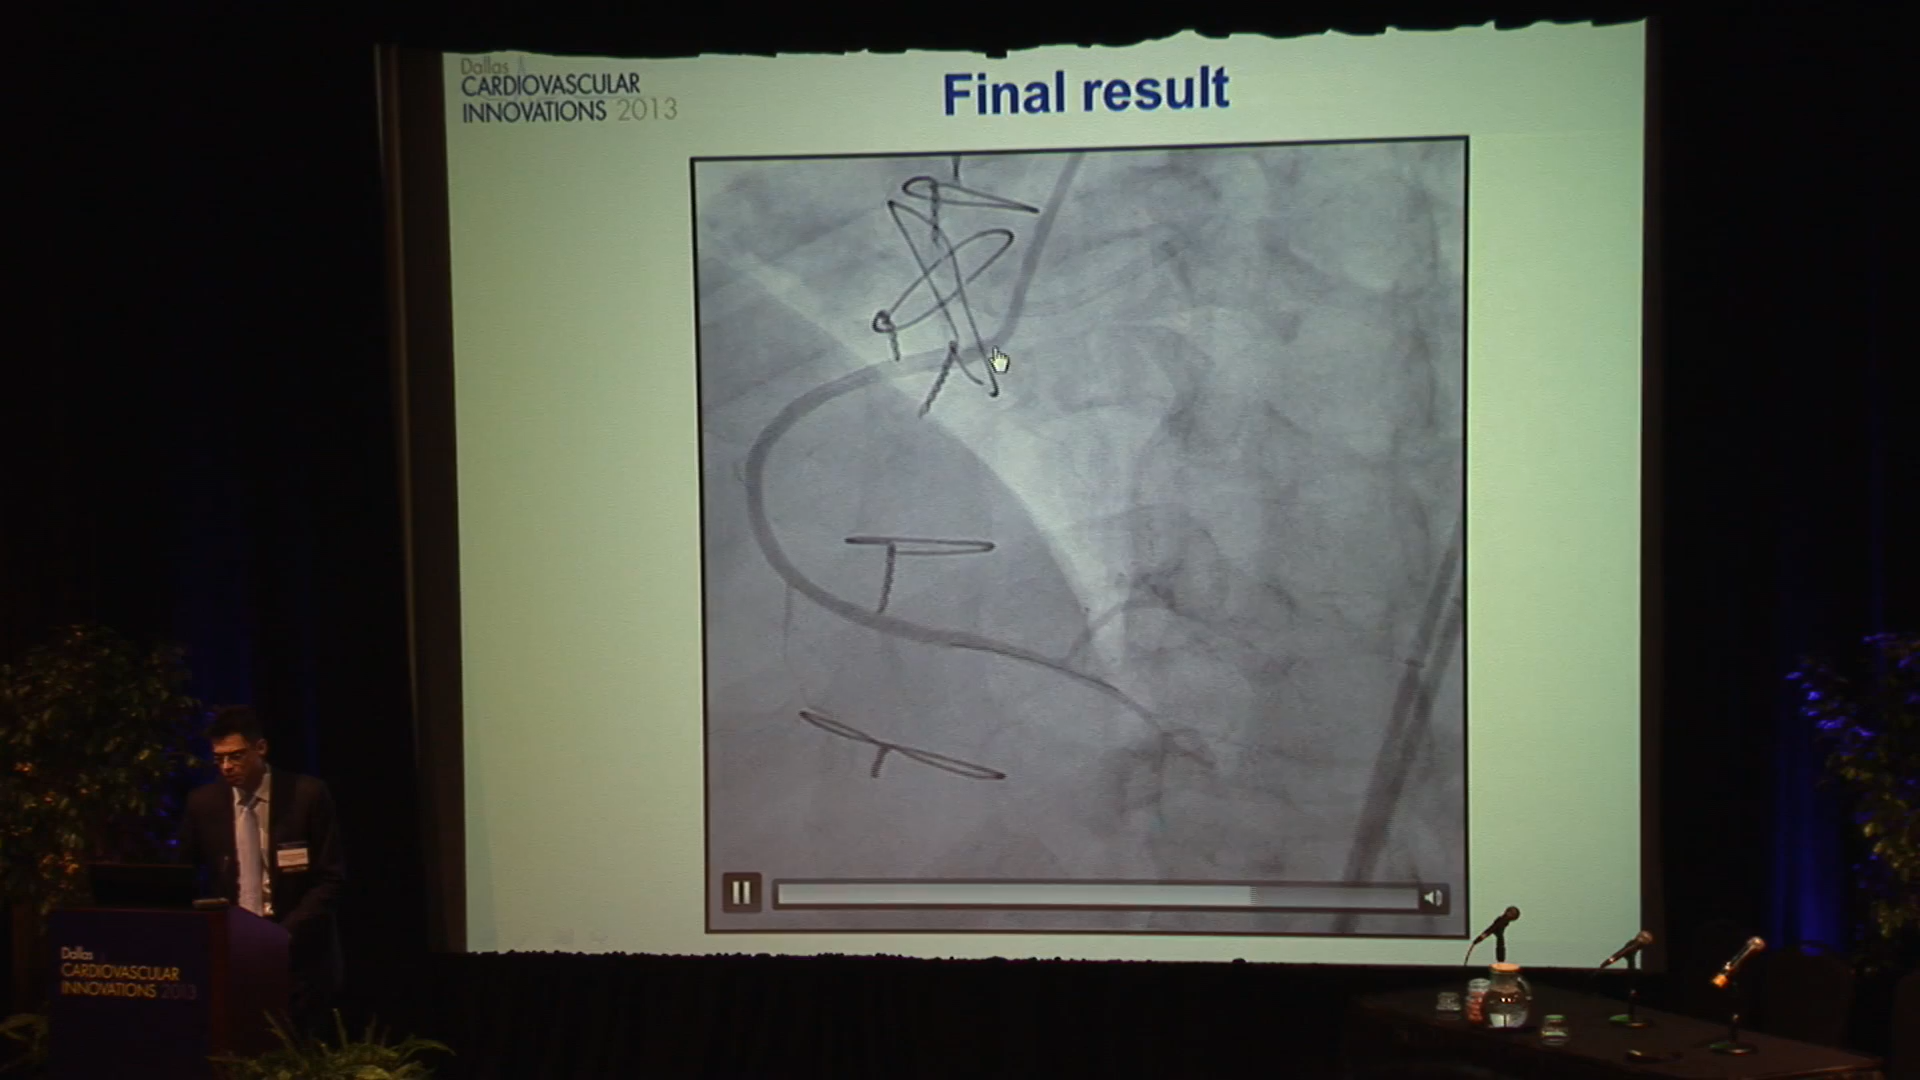 Dallas
CARDIOVASCULAR
INNOVATIONS 2013
Final result
Dallas
CARDIOVASCULAR
INNOVATIONS 2013